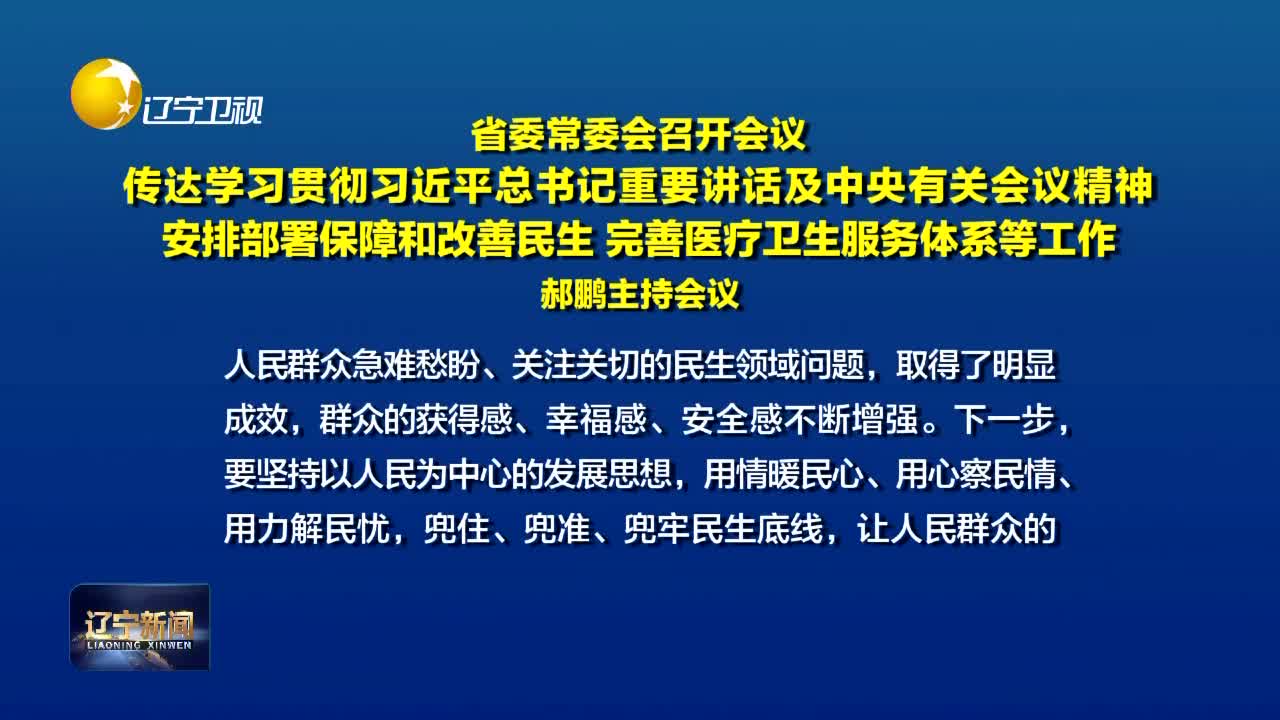 辽宁卫视
省委常委会召开会议
传达学习贯彻习近平总书记重要讲话及中央有关会议精神
安排部署保障和改善民生 完善医疗卫生服务体系等工作
郝鹏主持会议
人民群众急难愁盼、关注关切的民生领域问题，取得了明显
成效，群众的获得感、幸福感、安全感不断增强。下一步，
要坚持以人民为中心的发展思想，用情暖民心、用心察民情、
用力解民忧，兜住、兜准、兜牢民生底线，让人民群众的
辽宁新闻
LIAONING XINWEN